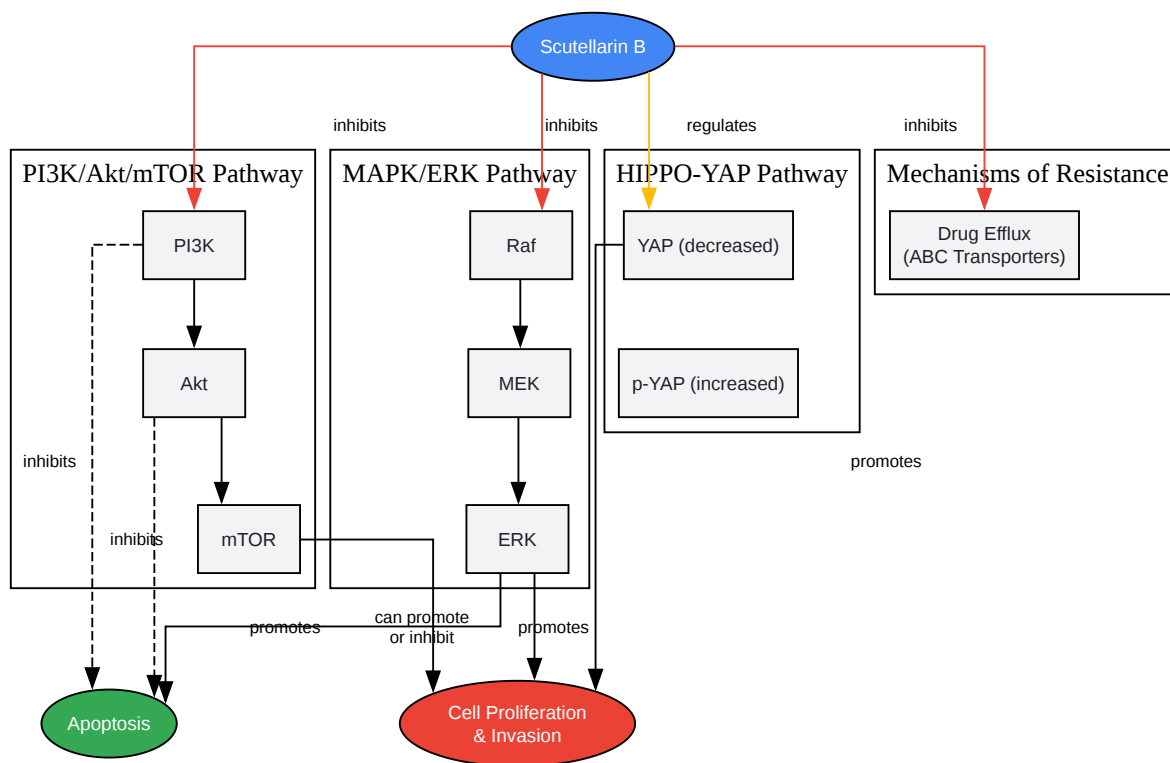 Scutellarin B
inhibits
inhibits
regulates
inhibits
PI3K/Akt/mTOR Pathway
MAPK/ERK Pathway
HIPPO-YAP Pathway
Mechanisms of Resistance
PI3K
Raf
YAP (decreased)
Drug Efflux
(ABC Transporters)
Akt
MEK
p-YAP (increased)
inhibits
promotes
inhibits
mTOR
ERK
promotes
can promote
or inhibit
promotes
Apoptosis
Cell Proliferation
& Invasion